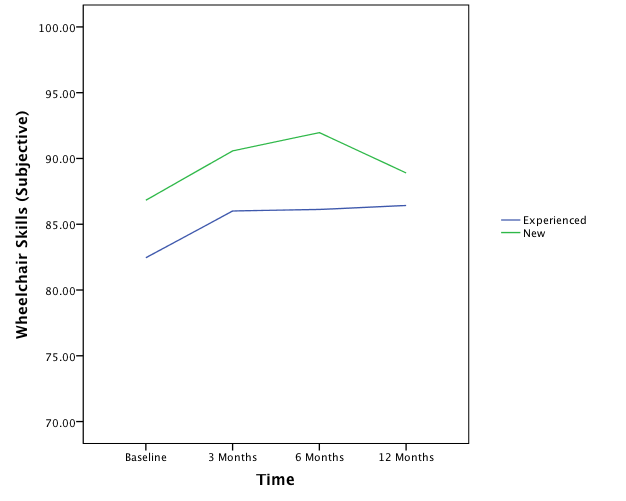 100.00
95.00
90.00
85.00
80.00
75.00
70.00
Wheelchair Skills (Subjective)
Baseline
3 Months
6 Months
12 Months
Time
Experienced
New